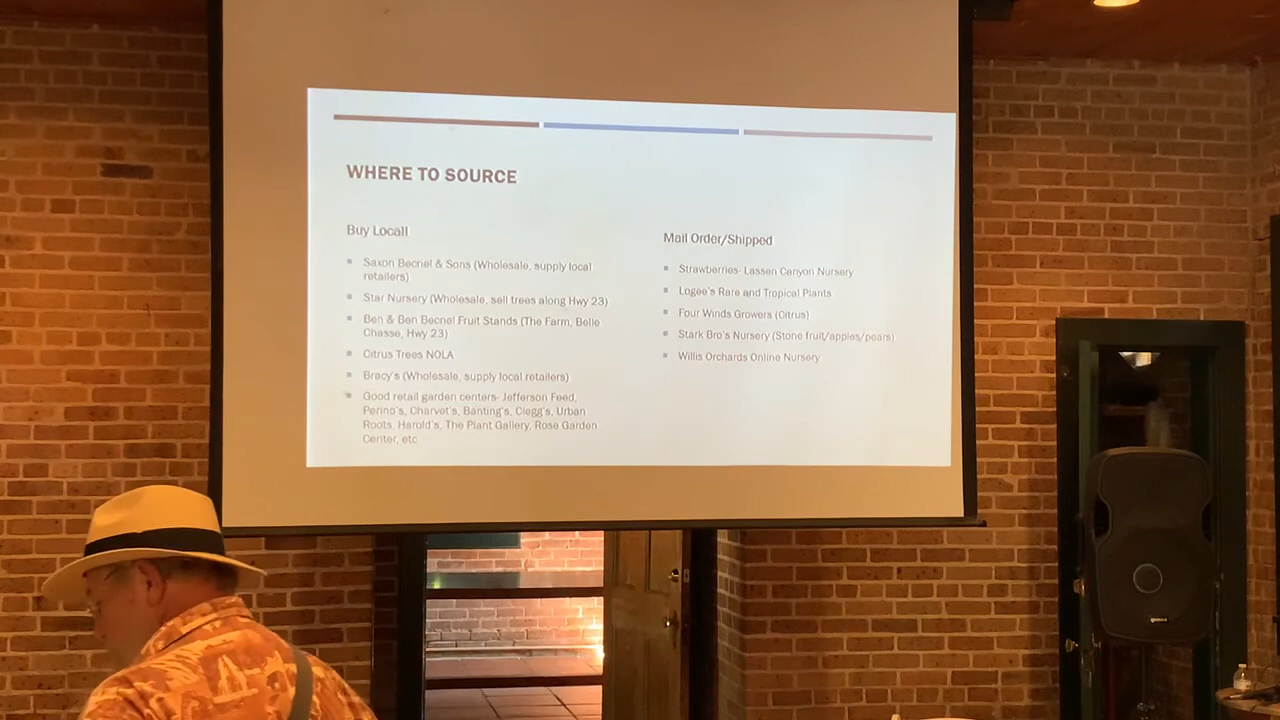 WHERE TO SOURCE
Buy Local!
Saxon Becnel & Sons (Wholesale, supply local
retailers)
Star Nursery (Wholesale, sell trees along Hwy 23)
Ben & Ben Becnel Fruit Stands (The Farm, Belle
Chasse, Hwy 23)
Citrus Trees NOLA
Bracy's (Wholesale, supply local retailers)
Good retail garden centers- Jefferson Feed,
Perino's, Charvet's, Banting's, Clegg's, Urban
Roots, Harold's, The Plant Gallery, Rose Garden
Center, etc
Mail Order/Shipped
Strawberries- Lassen Canyon Nursery
Logee's Rare and Tropical Plants
Four Winds Growers (Citrus)
Stark Bro's Nursery (Stone fruit/apples/pears)
Willis Orchards Online Nursery